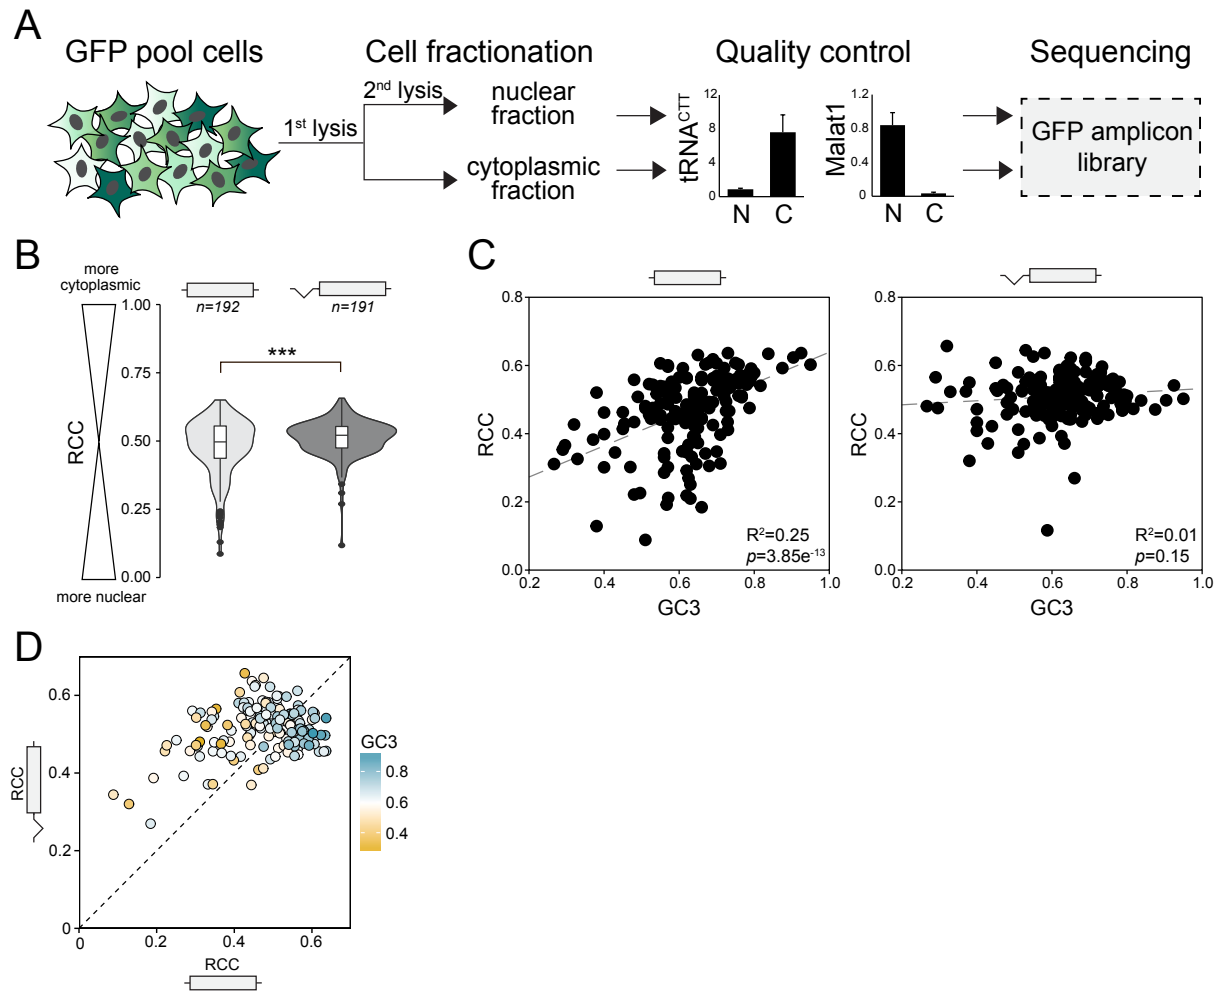 A
GFP pool cells
Cell fractionation
Quality control
Sequencing
1st lysis
2nd lysis
nuclear
fraction
cytoplasmic
fraction
tRNACTT
12
8
4
0
N C
Malat1
1.2
0.8
0.4
0
N C
GFP amplicon
library
B
more
cytoplasmic
RCC
more nuclear
1.00
0.75
0.50
0.25
0.00
n=192
n=191
***
C
RCC
0.8
0.6
0.4
0.2
0.0
0.2 0.4 0.6 0.8 1.0
GC3
R2=0.25
p=3.85e-13
RCC
0.8
0.6
0.4
0.2
0.0
0.2 0.4 0.6 0.8 1.0
GC3
R2=0.01
p=0.15
D
RCC
0.6
0.4
0.2
0
0 0.2 0.4 0.6
RCC
GC3
0.8
0.6
0.4